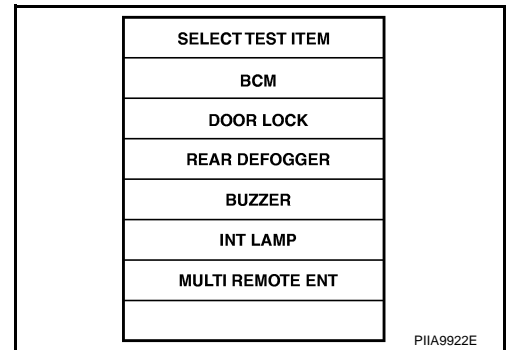 SELECT TEST ITEM
BCM
DOOR LOCK
REAR DEFOGGER
BUZZER
INT LAMP
MULTI REMOTE ENT
PIIA9922E